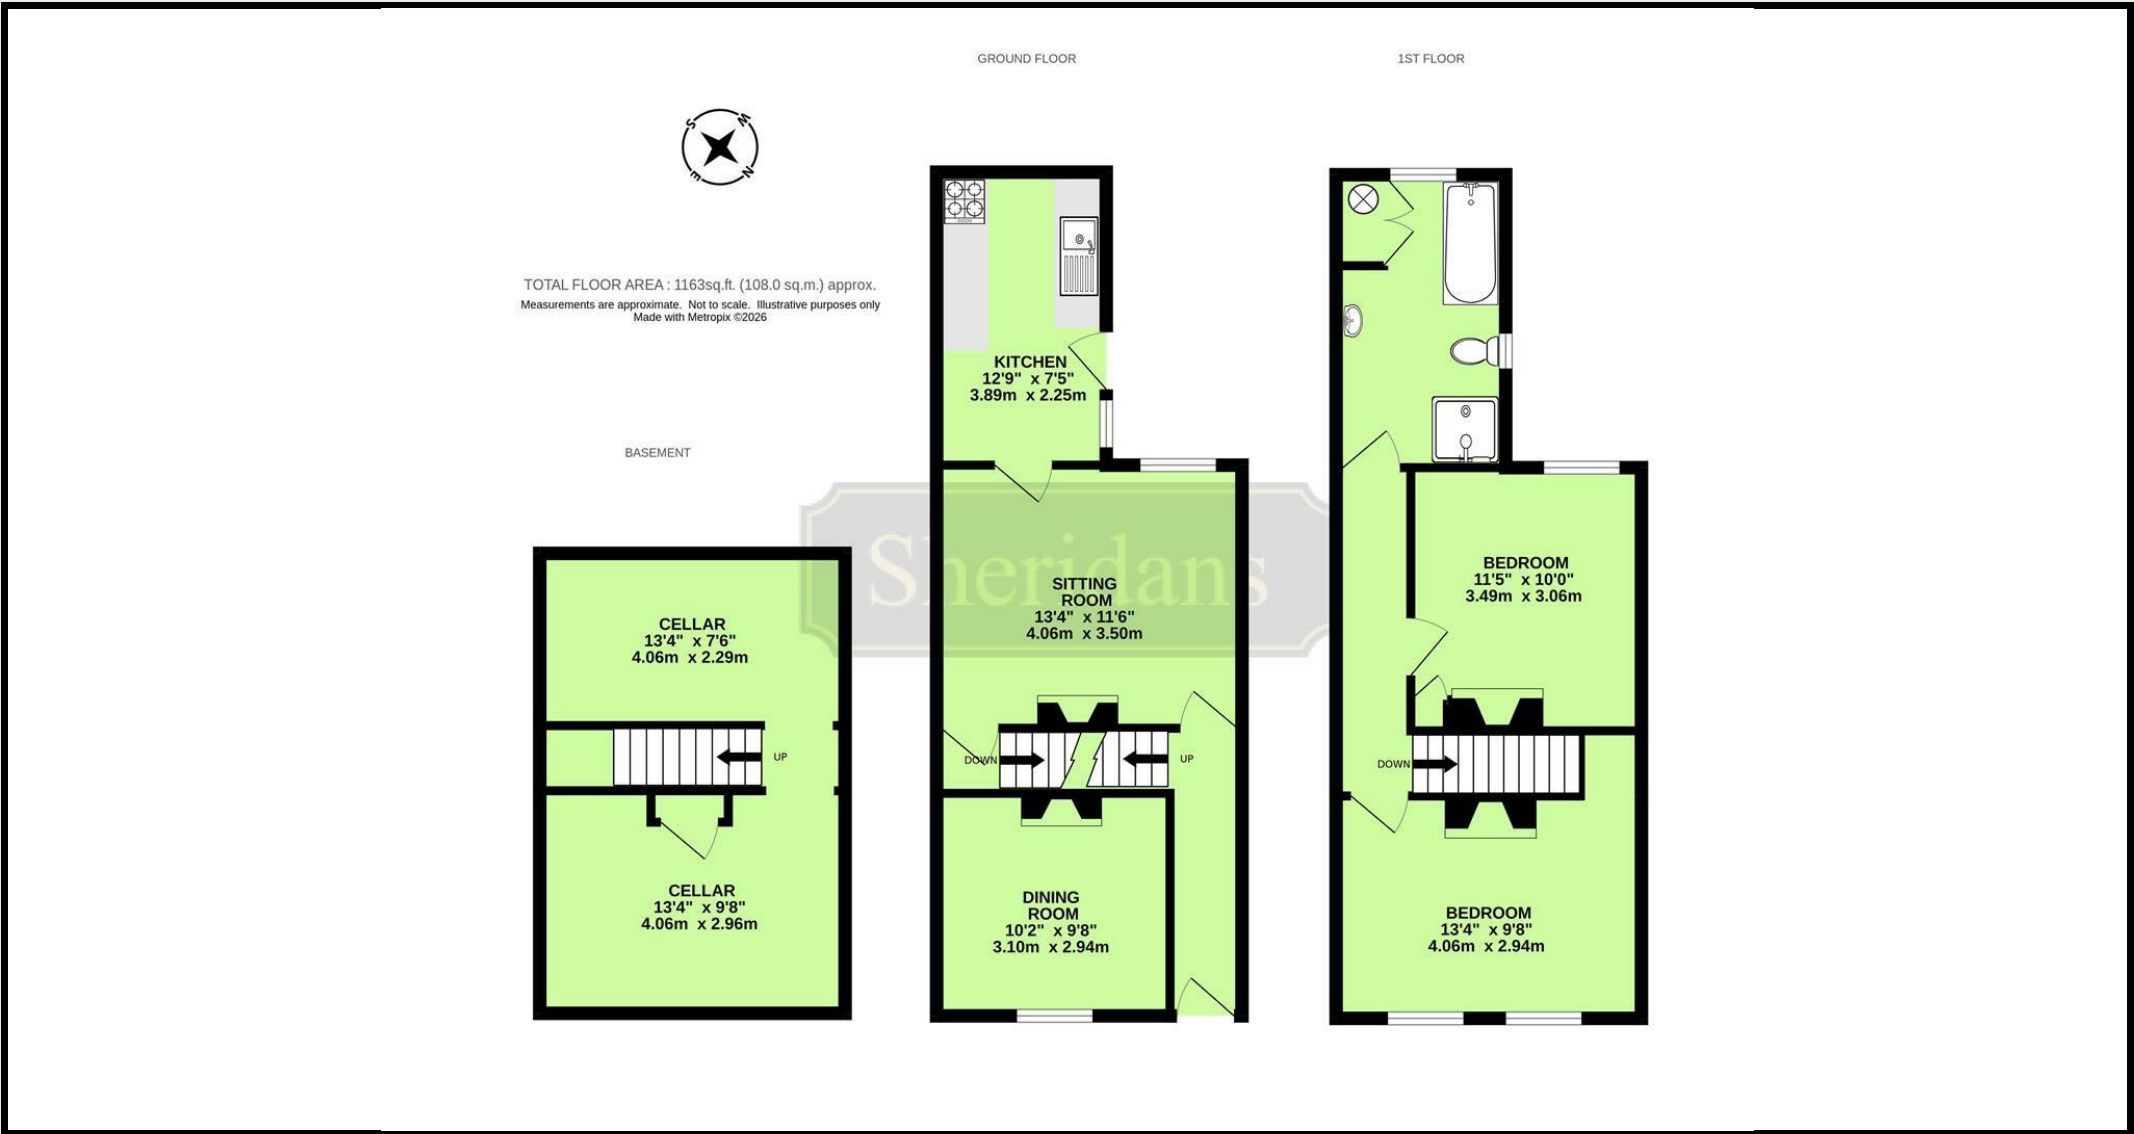 GROUND FLOOR
1ST FLOOR
S
W
E
N
TOTAL FLOOR AREA : 1163sq.ft. (108.0 sq.m.) approx.
Measurements are approximate. Not to scale. Illustrative purposes only
Made with Metropix ©2026
BASEMENT
CELLAR
13'4" x 7'6"
4.06m x 2.29m
UP
CELLAR
13'4" x 9'8"
4.06m x 2.96m
KITCHEN
12'9" x 7'5"
3.89m x 2.25m
Sheridans
SITTING
ROOM
13'4" x 11'6"
4.06m x 3.50m
DOWN
UP
DINING
ROOM
10'2" x 9'8"
3.10m x 2.94m
BEDROOM
11'5" x 10'0"
3.49m x 3.06m
DOWN
BEDROOM
13'4" x 9'8"
4.06m x 2.94m